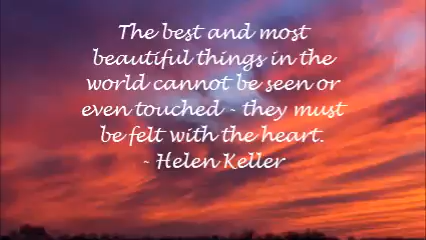 The best and most
beautiful things in the
world cannot be seen or
even touched - they must
be felt with the heart.
- Helen Keller